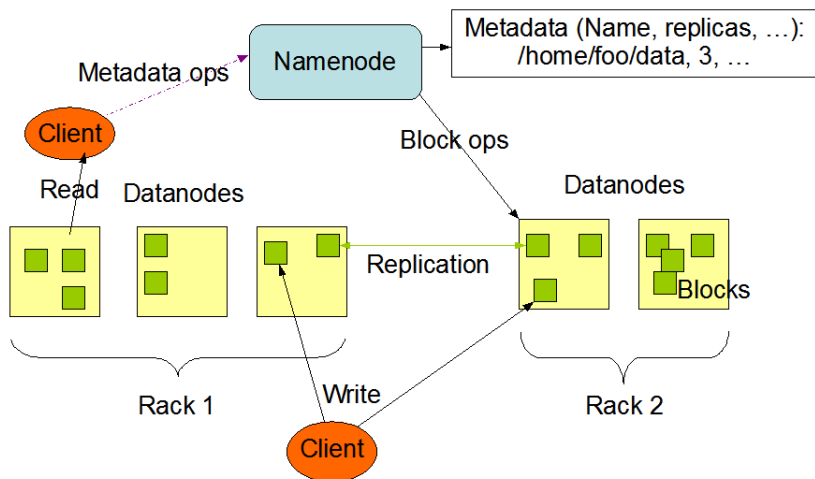 Metadata (Name, replicas, …):
/home/foo/data, 3, …
Namenode
Metadata ops
Client
Block ops
Read
Datanodes
Datanodes
Replication
Blocks
Rack 1
Write
Rack 2
Client